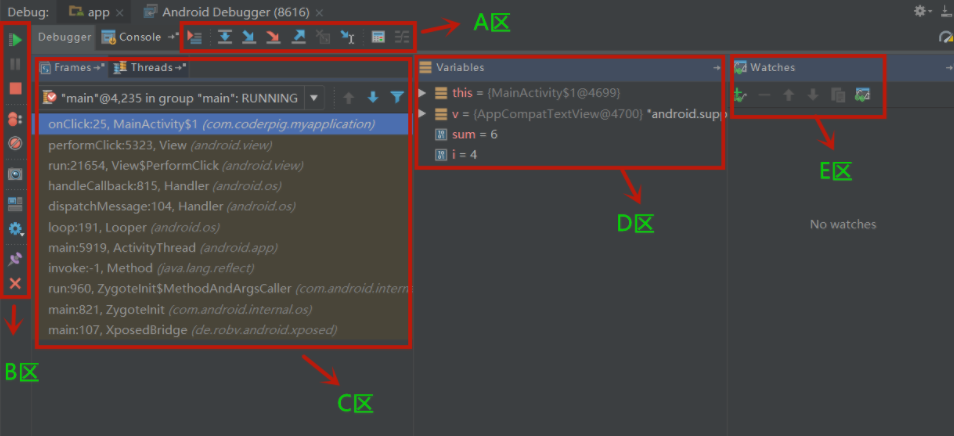 Debug: app × Android Debugger (8616) ×
A区
Debugger Console →*
Frames →* Threads →*
Variables
Watches
"main"@4,235 in group "main": RUNNING
this = {MainActivity$1@4699}
v = {AppCompatTextView@4700} "android.supp
sum = 6
i = 4
onClick:25, MainActivity$1 (com.coderpig.myapplication)
performClick:5323, View (android.view)
run:21654, View$PerformClick (android.view)
handleCallback:815, Handler (android.os)
dispatchMessage:104, Handler (android.os)
loop:191, Looper (android.os)
main:5919, ActivityThread (android.app)
invoke:-1, Method (java.lang.reflect)
run:960, ZygoteInit$MethodAndArgsCaller (com.android.intern
main:821, ZygoteInit (com.android.internal.os)
main:107, XposedBridge (de.robv.android.xposed)
E区
D区
No watches
B区
C区